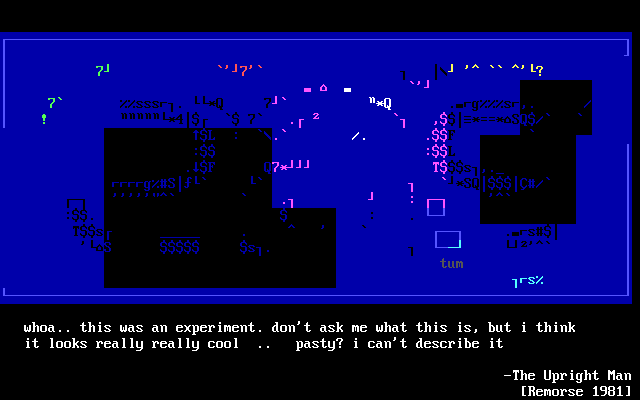 tum
whoa.. this was an experiment. don't ask me what this is, but i think
it looks really really cool  ..   pasty? i can't describe it
-The Upright Man
[Remorse 1981]